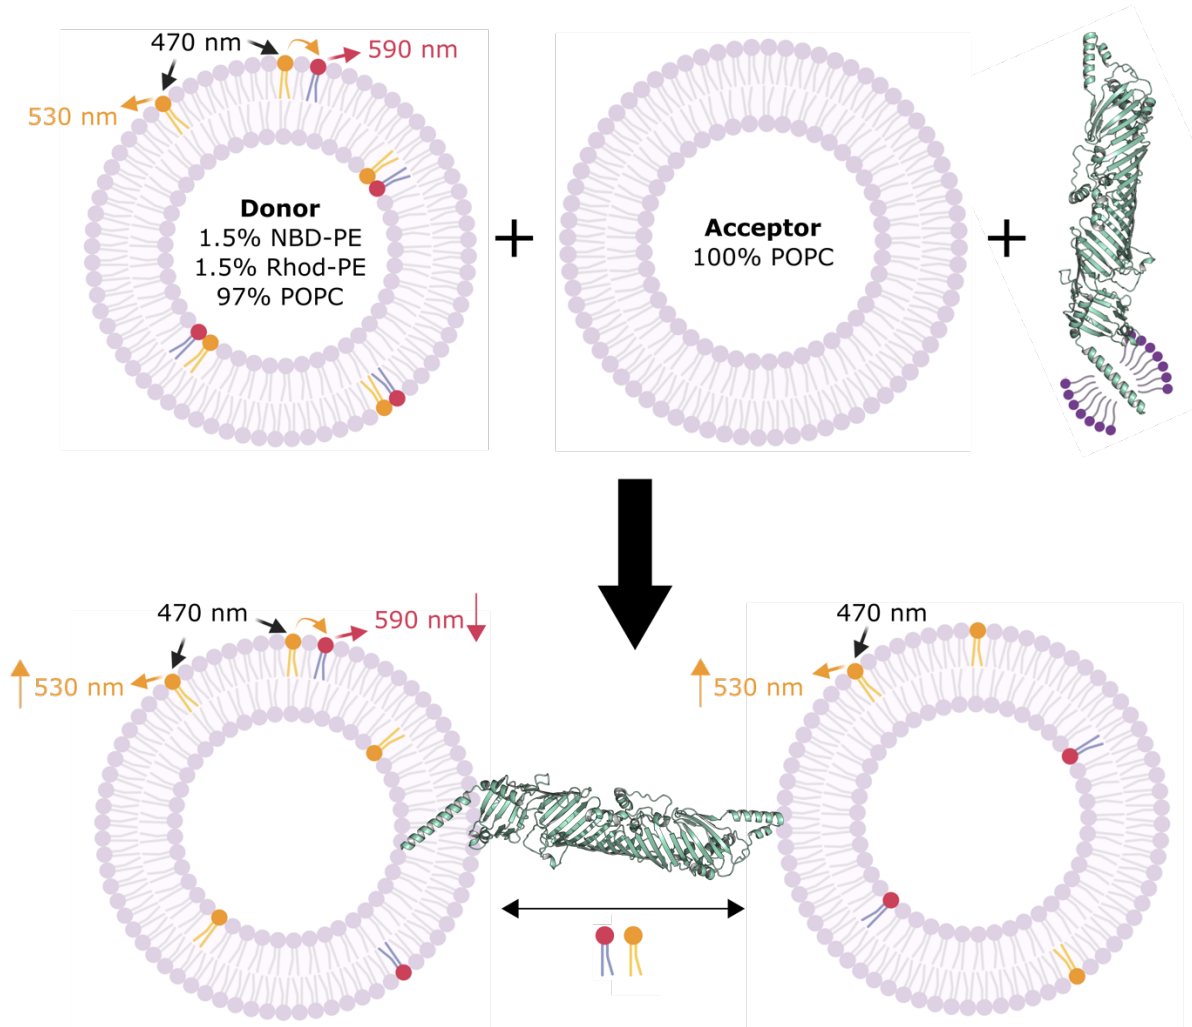 470 nm
590 nm
530 nm
Donor
1.5% NBD-PE
1.5% Rhod-PE
97% POPC
+
Acceptor
100% POPC
+
470 nm
590 nm
530 nm
470 nm
530 nm